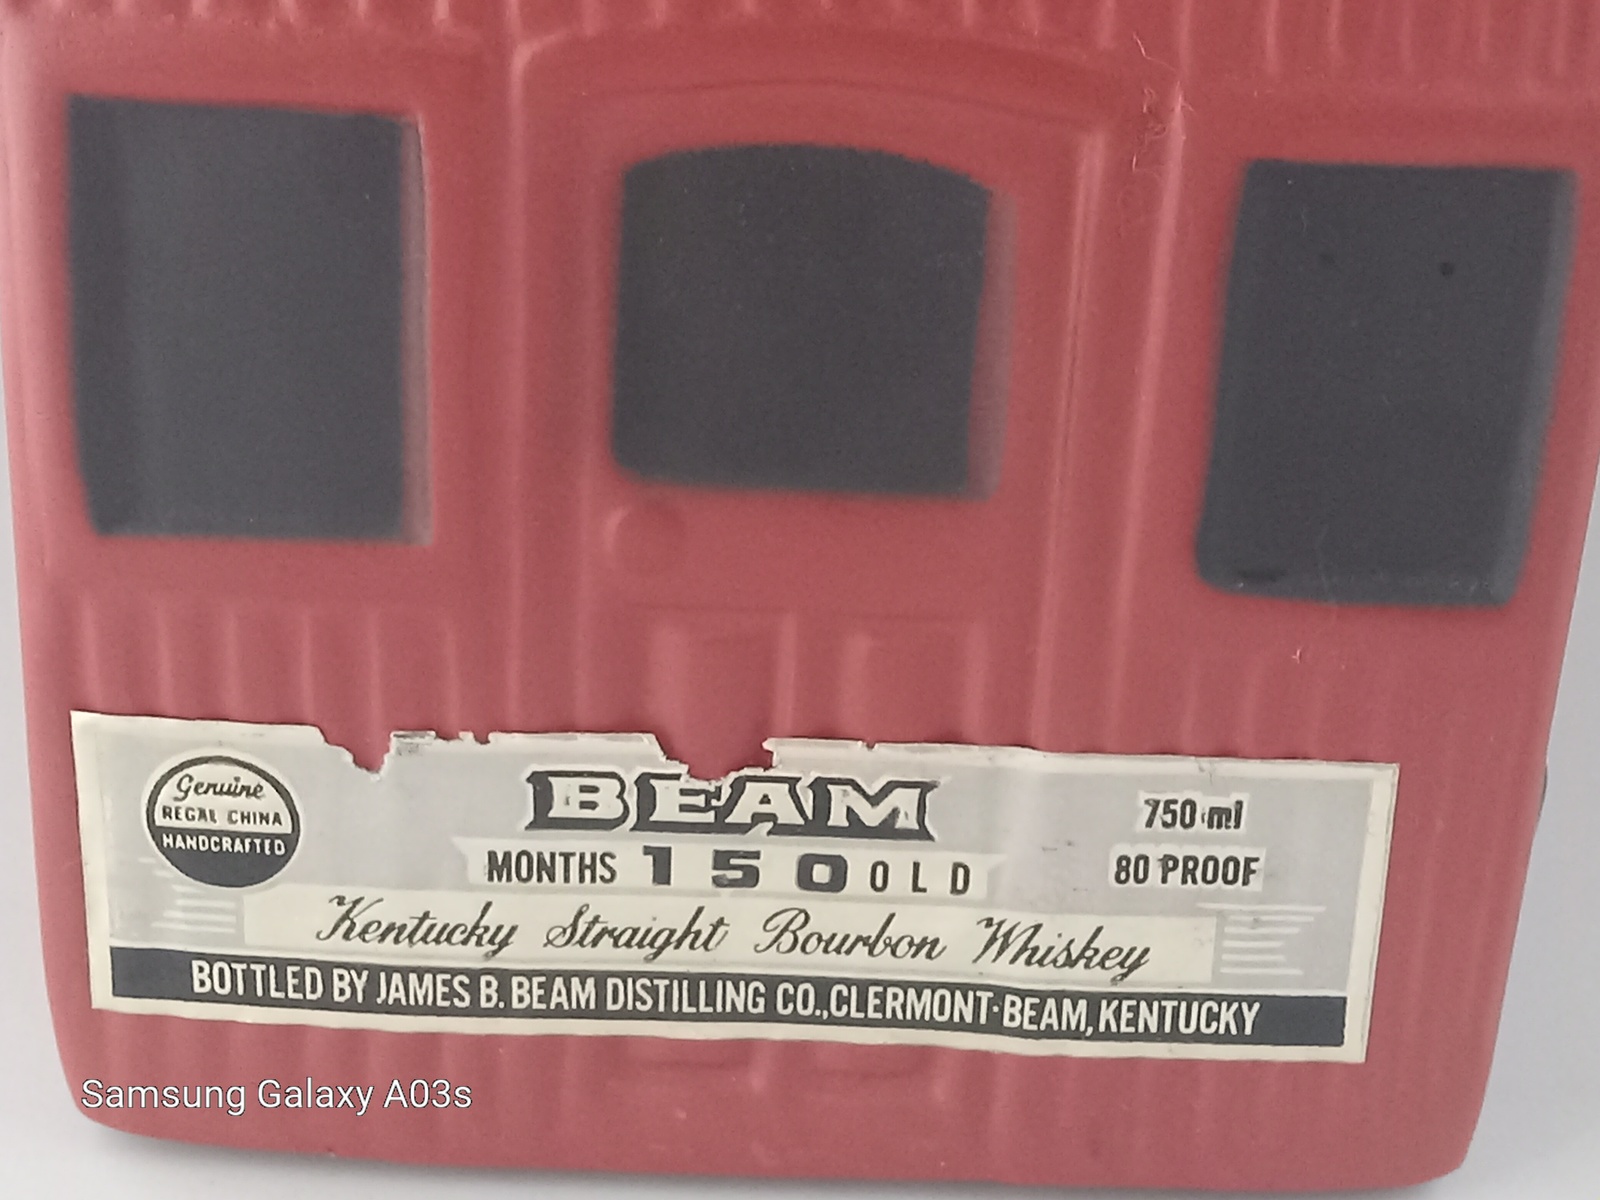 Genuine
REGAL CHINA
HANDCRAFTED
BEAM
MONTHS 150 OLD
750 ml
80 PROOF
Kentucky Straight Bourbon Whiskey
BOTTLED BY JAMES B. BEAM DISTILLING CO., CLERMONT·BEAM, KENTUCKY
Samsung Galaxy A03s